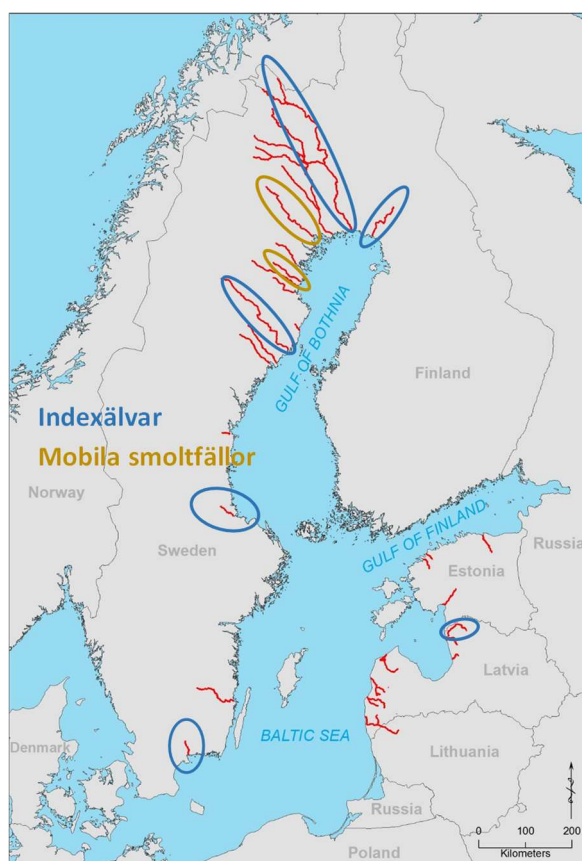 GULF OF BOTHNIA
Finland
Indexälvar
Mobila smoltfällor
Norway
GULF OF FINLAND
Russia
Sweden
Estonia
Latvia
Denmark
BALTIC SEA
Lithuania
Russia
Poland
0 100 200
Kilometers